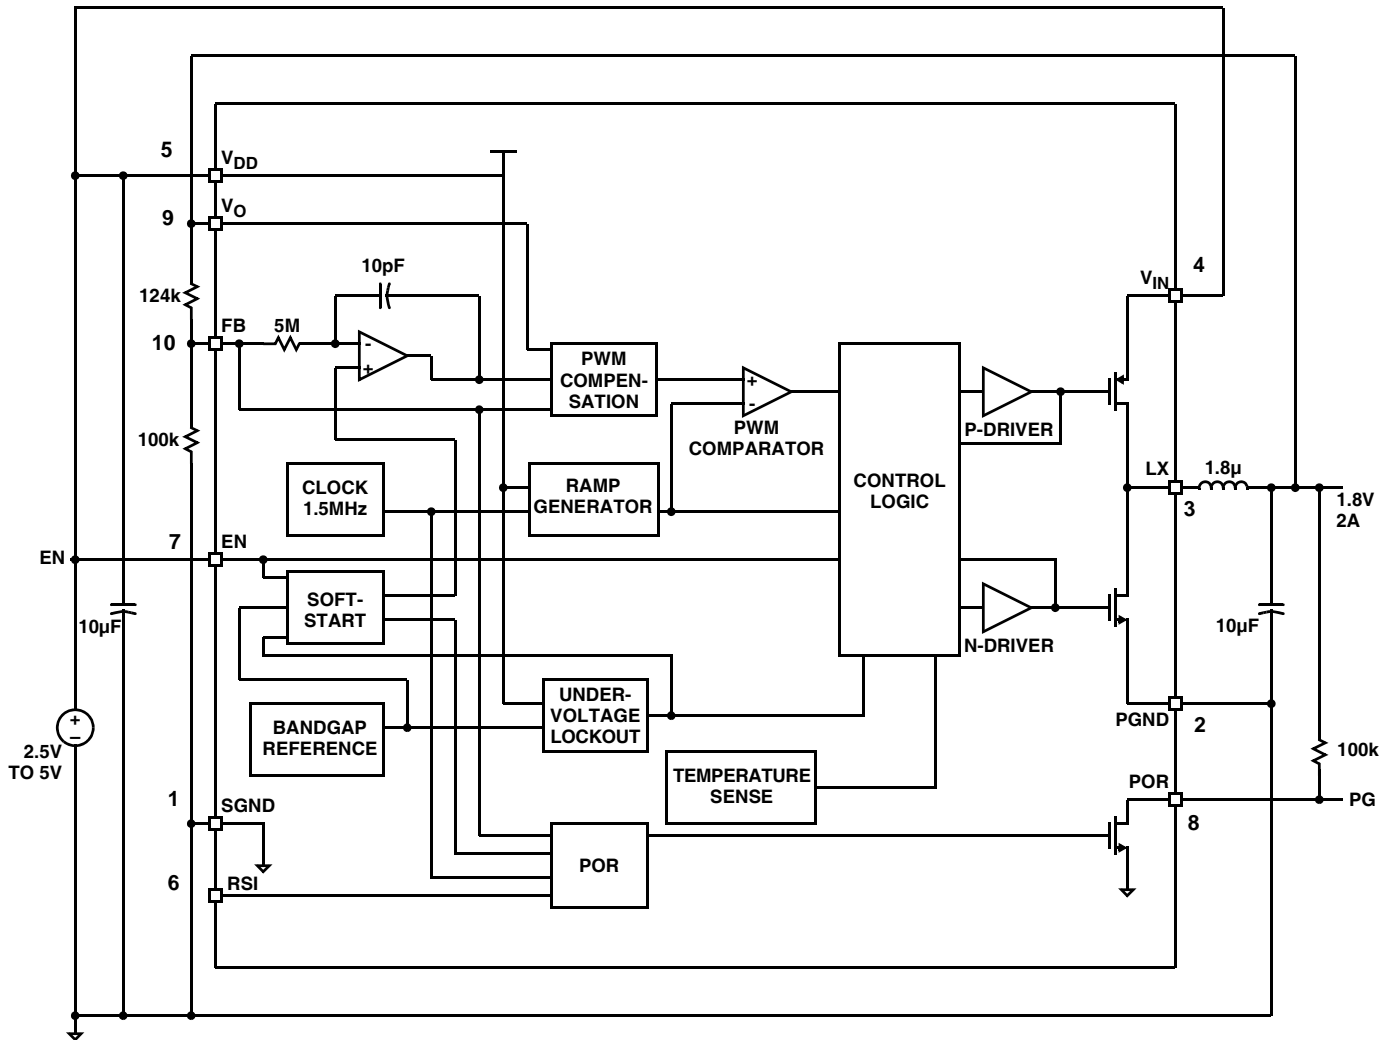 5
VDD
9
VO
124k
10
FB
5M
10pF
-
+
100k
PWM
COMPEN-
SATION
+
-
PWM
COMPARATOR
CONTROL
LOGIC
P-DRIVER
VIN
4
LX
3
1.8µ
1.8V
2A
CLOCK
1.5MHz
RAMP
GENERATOR
EN
7
EN
SOFT-
START
10µF
N-DRIVER
10µF
UNDER-
VOLTAGE
LOCKOUT
BANDGAP
REFERENCE
PGND
2
+
–
2.5V
TO 5V
TEMPERATURE
SENSE
100k
POR
8
PG
1
SGND
POR
6
RSI